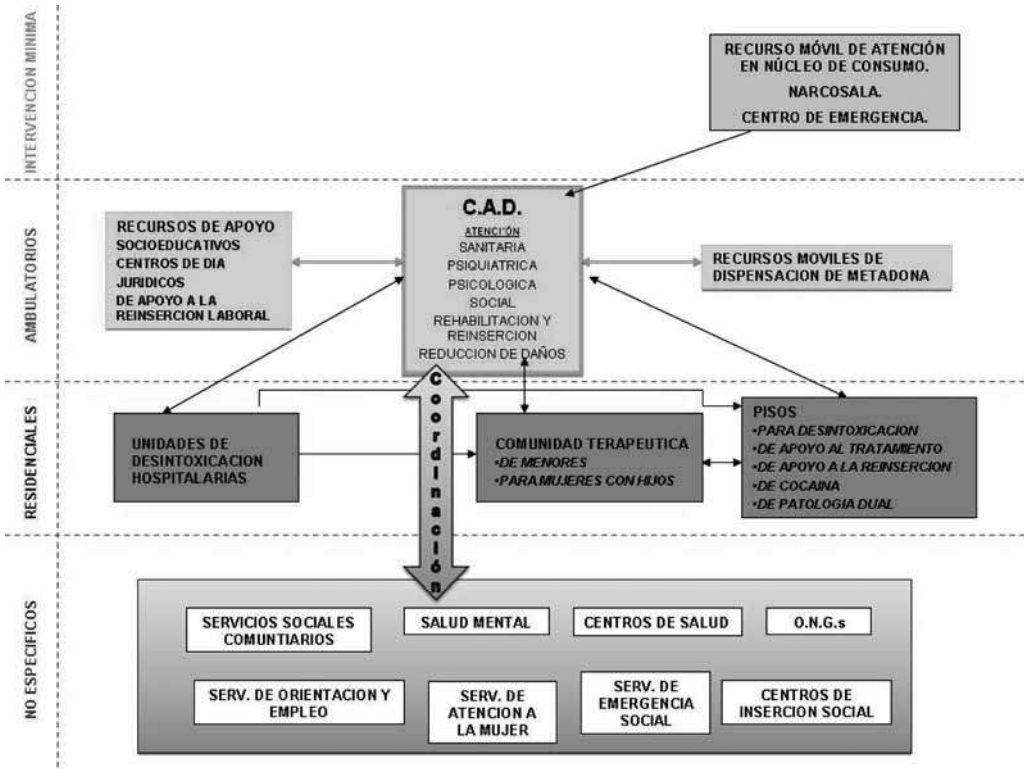 INTERVENCION MINIMA
RECURSO MÓVIL DE ATENCIÓN
EN NÚCLEO DE CONSUMO.
NARCOSALA.
CENTRO DE EMERGENCIA.
AMBULATORIOS
RECURSOS DE APOYO
SOCIOEDUCATIVOS
CENTROS DE DIA
JURIDICOS
DE APOYO A LA
REINSERCION LABORAL
C.A.D.
ATENCIÓN
SANITARIA
PSIQUIATRICA
PSICOLOGICA
SOCIAL
REHABILITACION Y
REINSERCION
REDUCCION DE DAÑOS
RECURSOS MOVILES DE
DISPENSACION DE METADONA
Coordinación
RESIDENCIALES
UNIDADES DE
DESINTOXICACION
HOSPITALARIAS
COMUNIDAD TERAPEUTICA
•DE MENORES
•PARA MUJERES CON HIJOS
PISOS
•PARA DESINTOXICACION
•DE APOYO AL TRATAMIENTO
•DE APOYO A LA REINSERCION
•DE COCAINA
•DE PATOLOGIA DUAL
NO ESPECIFICOS
SERVICIOS SOCIALES
COMUNTIARIOS
SALUD MENTAL
CENTROS DE SALUD
O.N.G.s
SERV. DE ORIENTACION Y
EMPLEO
SERV. DE
ATENCION A
LA MUJER
SERV. DE
EMERGENCIA
SOCIAL
CENTROS DE
INSERCION SOCIAL